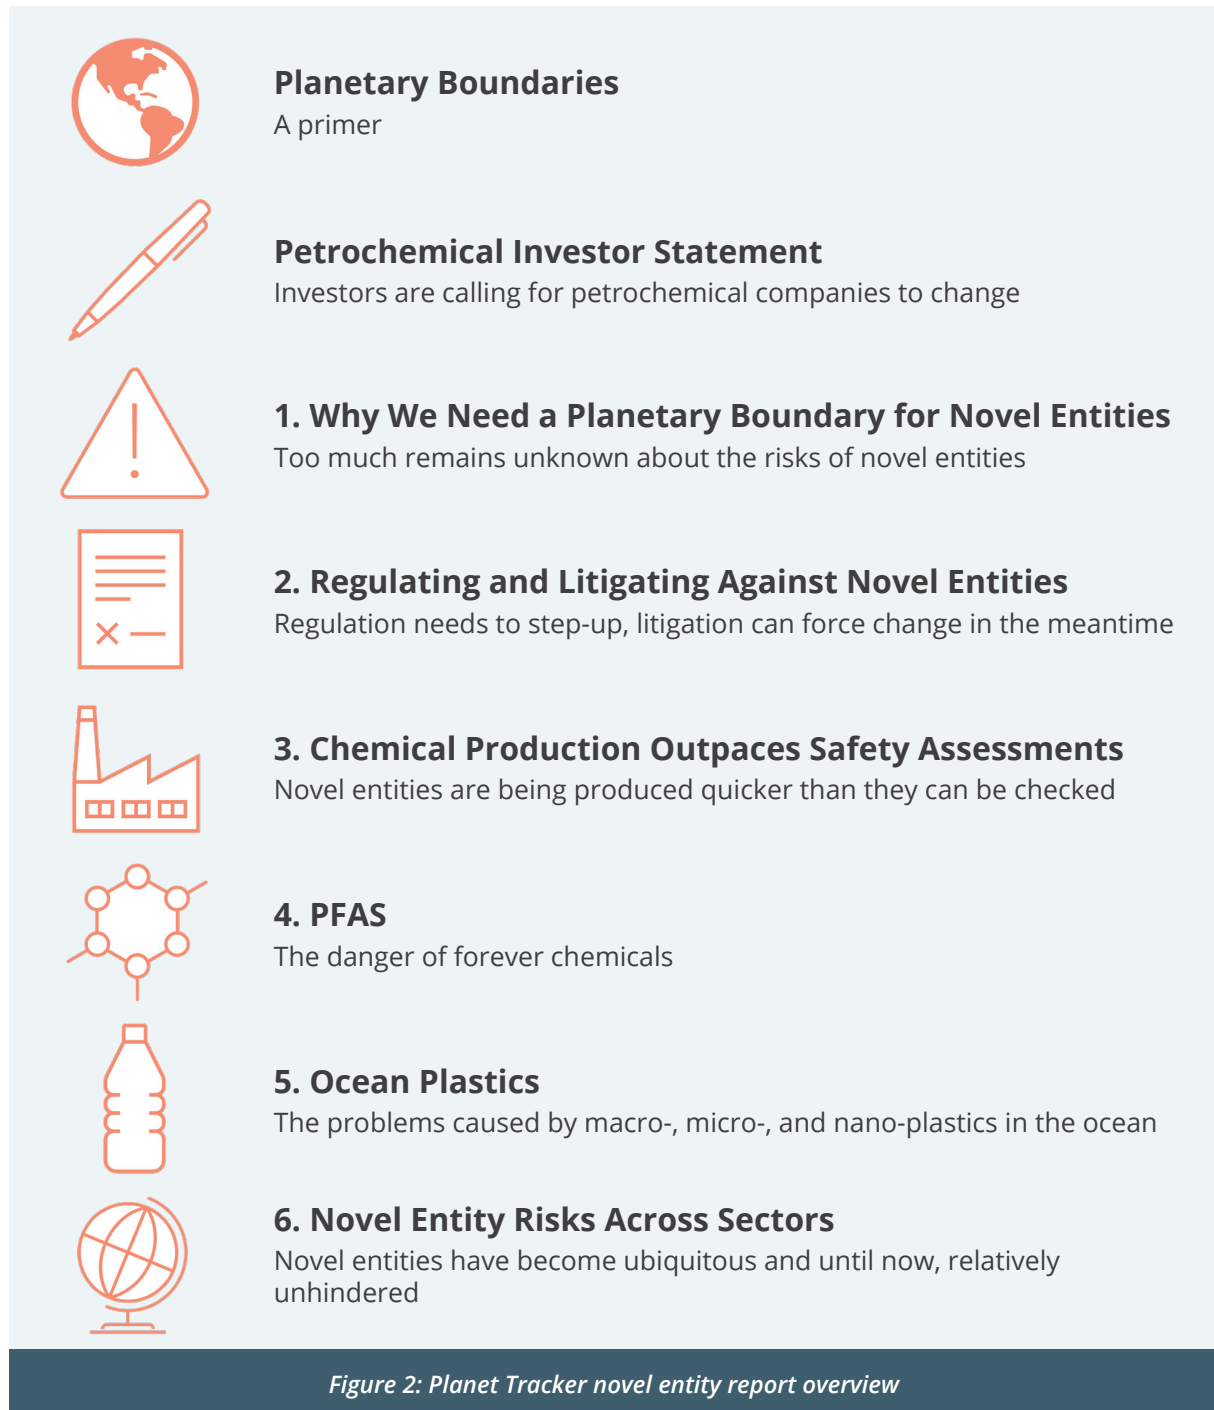 Planetary Boundaries
A primer
Petrochemical Investor Statement
Investors are calling for petrochemical companies to change
1. Why We Need a Planetary Boundary for Novel Entities
Too much remains unknown about the risks of novel entities
2. Regulating and Litigating Against Novel Entities
Regulation needs to step-up, litigation can force change in the meantime
3. Chemical Production Outpaces Safety Assessments
Novel entities are being produced quicker than they can be checked
4. PFAS
The danger of forever chemicals
5. Ocean Plastics
The problems caused by macro-, micro-, and nano-plastics in the ocean
6. Novel Entity Risks Across Sectors
Novel entities have become ubiquitous and until now, relatively
unhindered
Figure 2: Planet Tracker novel entity report overview